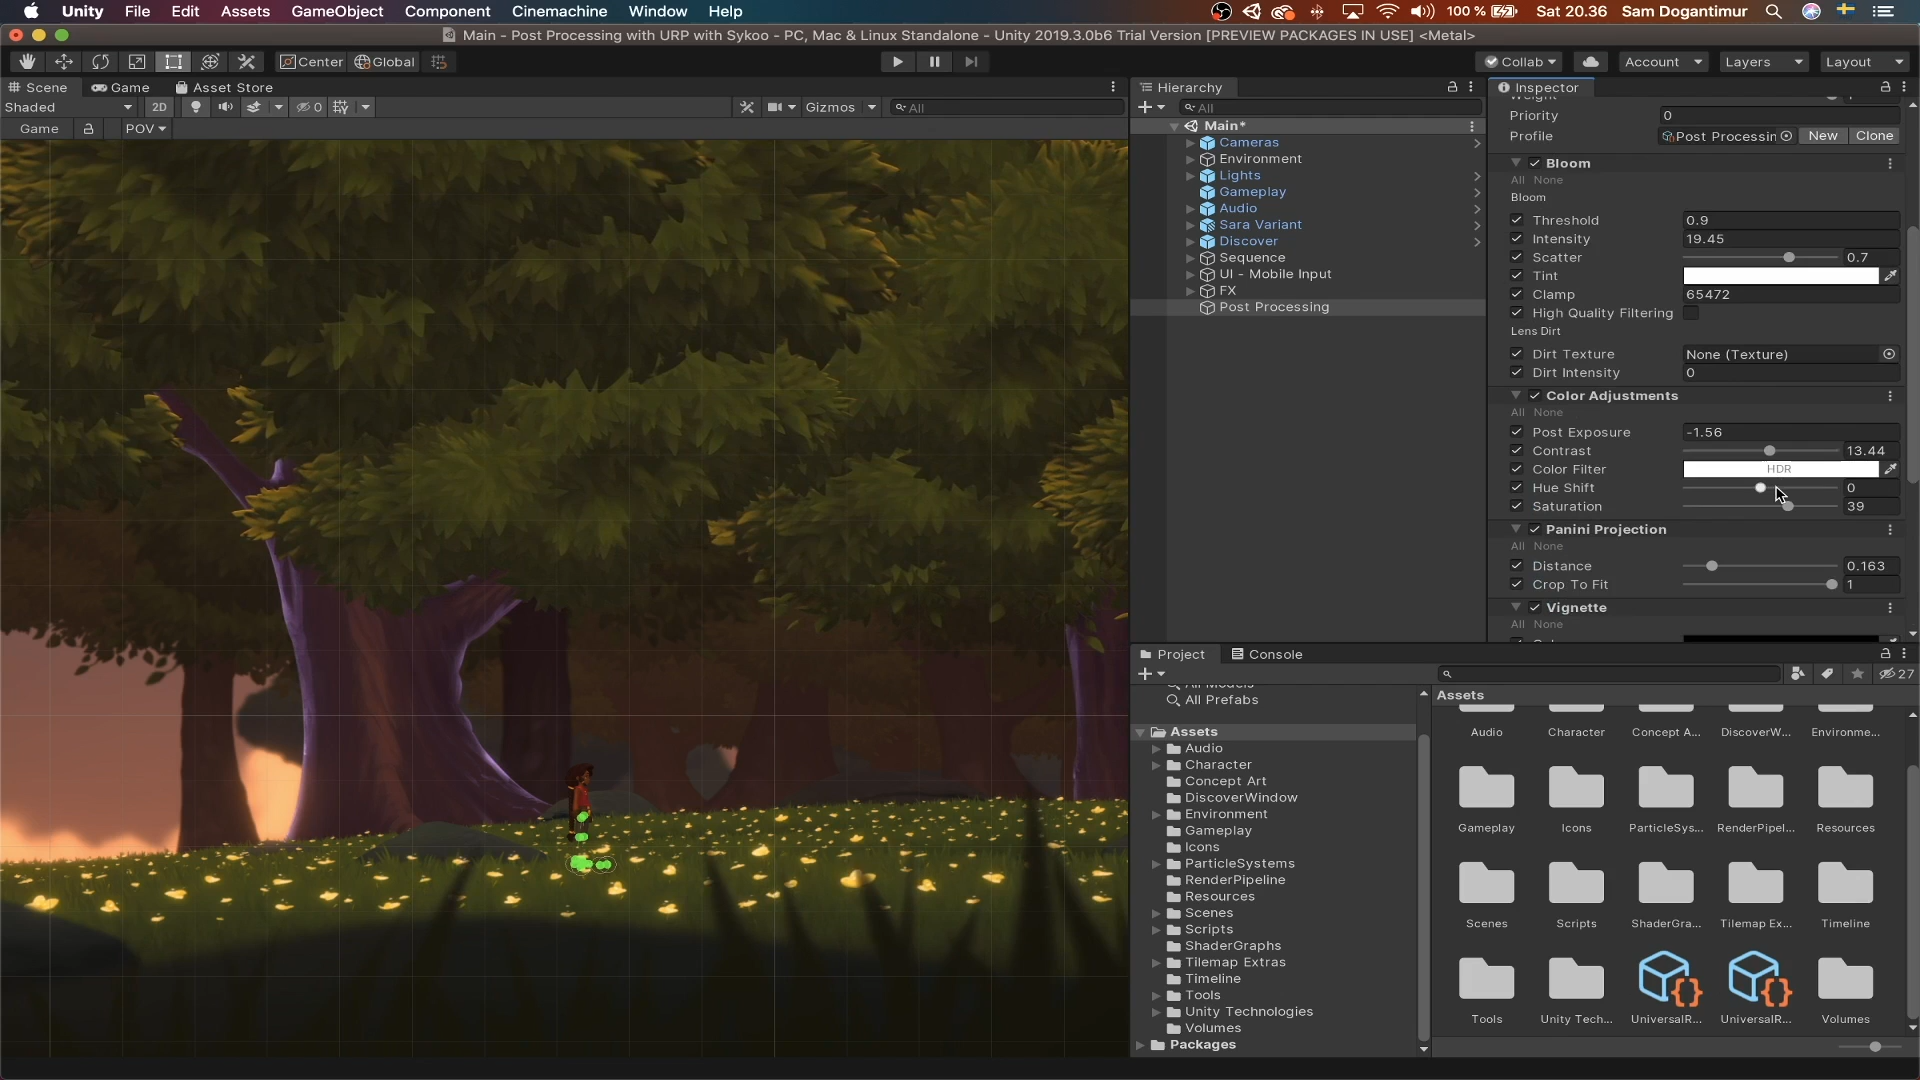 Unity File Edit Assets GameObject Component Cinemachine Window Help 100 % Sat 20.36 Sam Dogantimur
Main - Post Processing with URP with Sykoo - PC, Mac & Linux Standalone - Unity 2019.3.0b6 Trial Version [PREVIEW PACKAGES IN USE] <Metal>
Center Global Collab Account Layers Layout
Scene Game Asset Store
Shaded 2D 0 Gizmos All
Game POV
Hierarchy
All
Main*
Cameras
Environment
Lights
Gameplay
Audio
Sara Variant
Discover
Sequence
UI - Mobile Input
FX
Post Processing
Inspector
Priority 0
Profile Post Processin New Clone
Bloom
All None
Bloom
Threshold 0.9
Intensity 19.45
Scatter 0.7
Tint
Clamp 65472
High Quality Filtering
Lens Dirt
Dirt Texture None (Texture)
Dirt Intensity 0
Color Adjustments
All None
Post Exposure -1.56
Contrast 13.44
Color Filter HDR
Hue Shift 0
Saturation 39
Panini Projection
All None
Distance 0.163
Crop To Fit 1
Vignette
All None
Project Console
27
All Prefabs
Assets
Audio
Character
Concept Art
DiscoverWindow
Environment
Gameplay
Icons
ParticleSystems
RenderPipeline
Resources
Scenes
Scripts
ShaderGraphs
Tilemap Extras
Timeline
Tools
Unity Technologies
Volumes
Packages
Assets
Audio Character Concept A... DiscoverW... Environme...
Gameplay Icons ParticleSys... RenderPipel... Resources
Scenes Scripts ShaderGra... Tilemap Ex... Timeline
Tools Unity Tech... UniversalR... UniversalR... Volumes